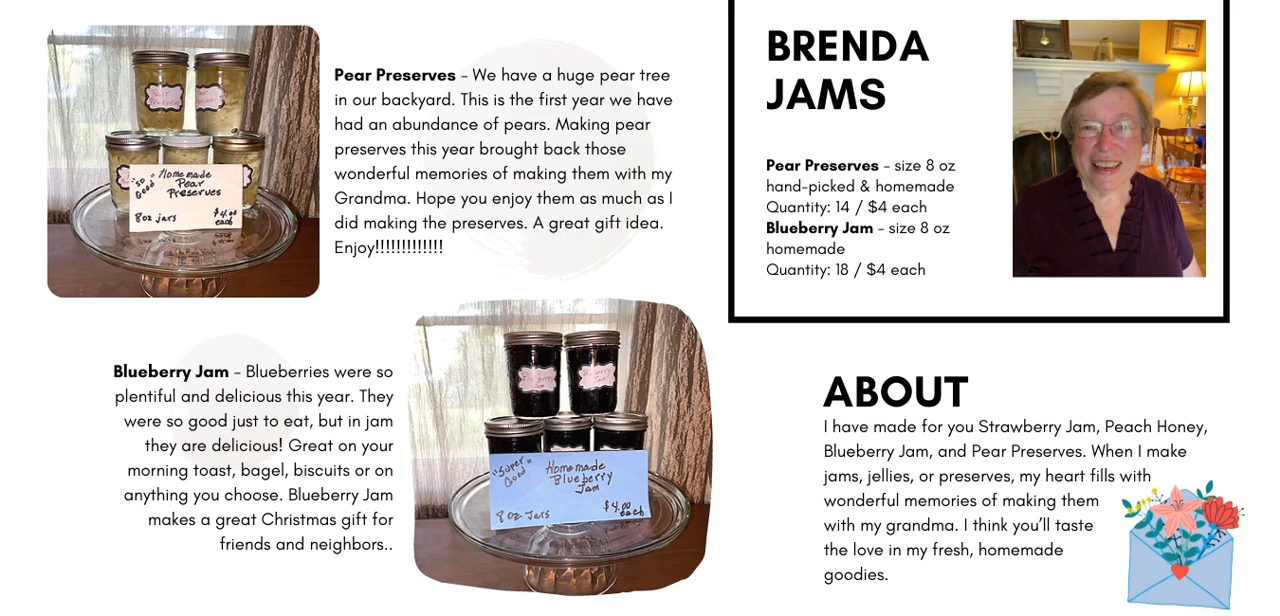 "so Good"
Homemade
Pear
Preserves
8oz jars
$4.00
each
Pear Preserves - We have a huge pear tree
in our backyard. This is the first year we have
had an abundance of pears. Making pear
preserves this year brought back those
wonderful memories of making them with my
Grandma. Hope you enjoy them as much as I
did making the preserves. A great gift idea.
Enjoy!!!!!!!!!!!!!
BRENDA
JAMS
Pear Preserves - size 8 oz
hand-picked & homemade
Quantity: 14 / $4 each
Blueberry Jam - size 8 oz
homemade
Quantity: 18 / $4 each
Blueberry Jam - Blueberries were so
plentiful and delicious this year. They
were so good just to eat, but in jam
they are delicious! Great on your
morning toast, bagel, biscuits or on
anything you choose. Blueberry Jam
makes a great Christmas gift for
friends and neighbors..
"Super Good"
Homemade
Blueberry
Jam
8 oz Jars
$4.00
each
ABOUT
I have made for you Strawberry Jam, Peach Honey,
Blueberry Jam, and Pear Preserves. When I make
jams, jellies, or preserves, my heart fills with
wonderful memories of making them
with my grandma. I think you'll taste
the love in my fresh, homemade
goodies.